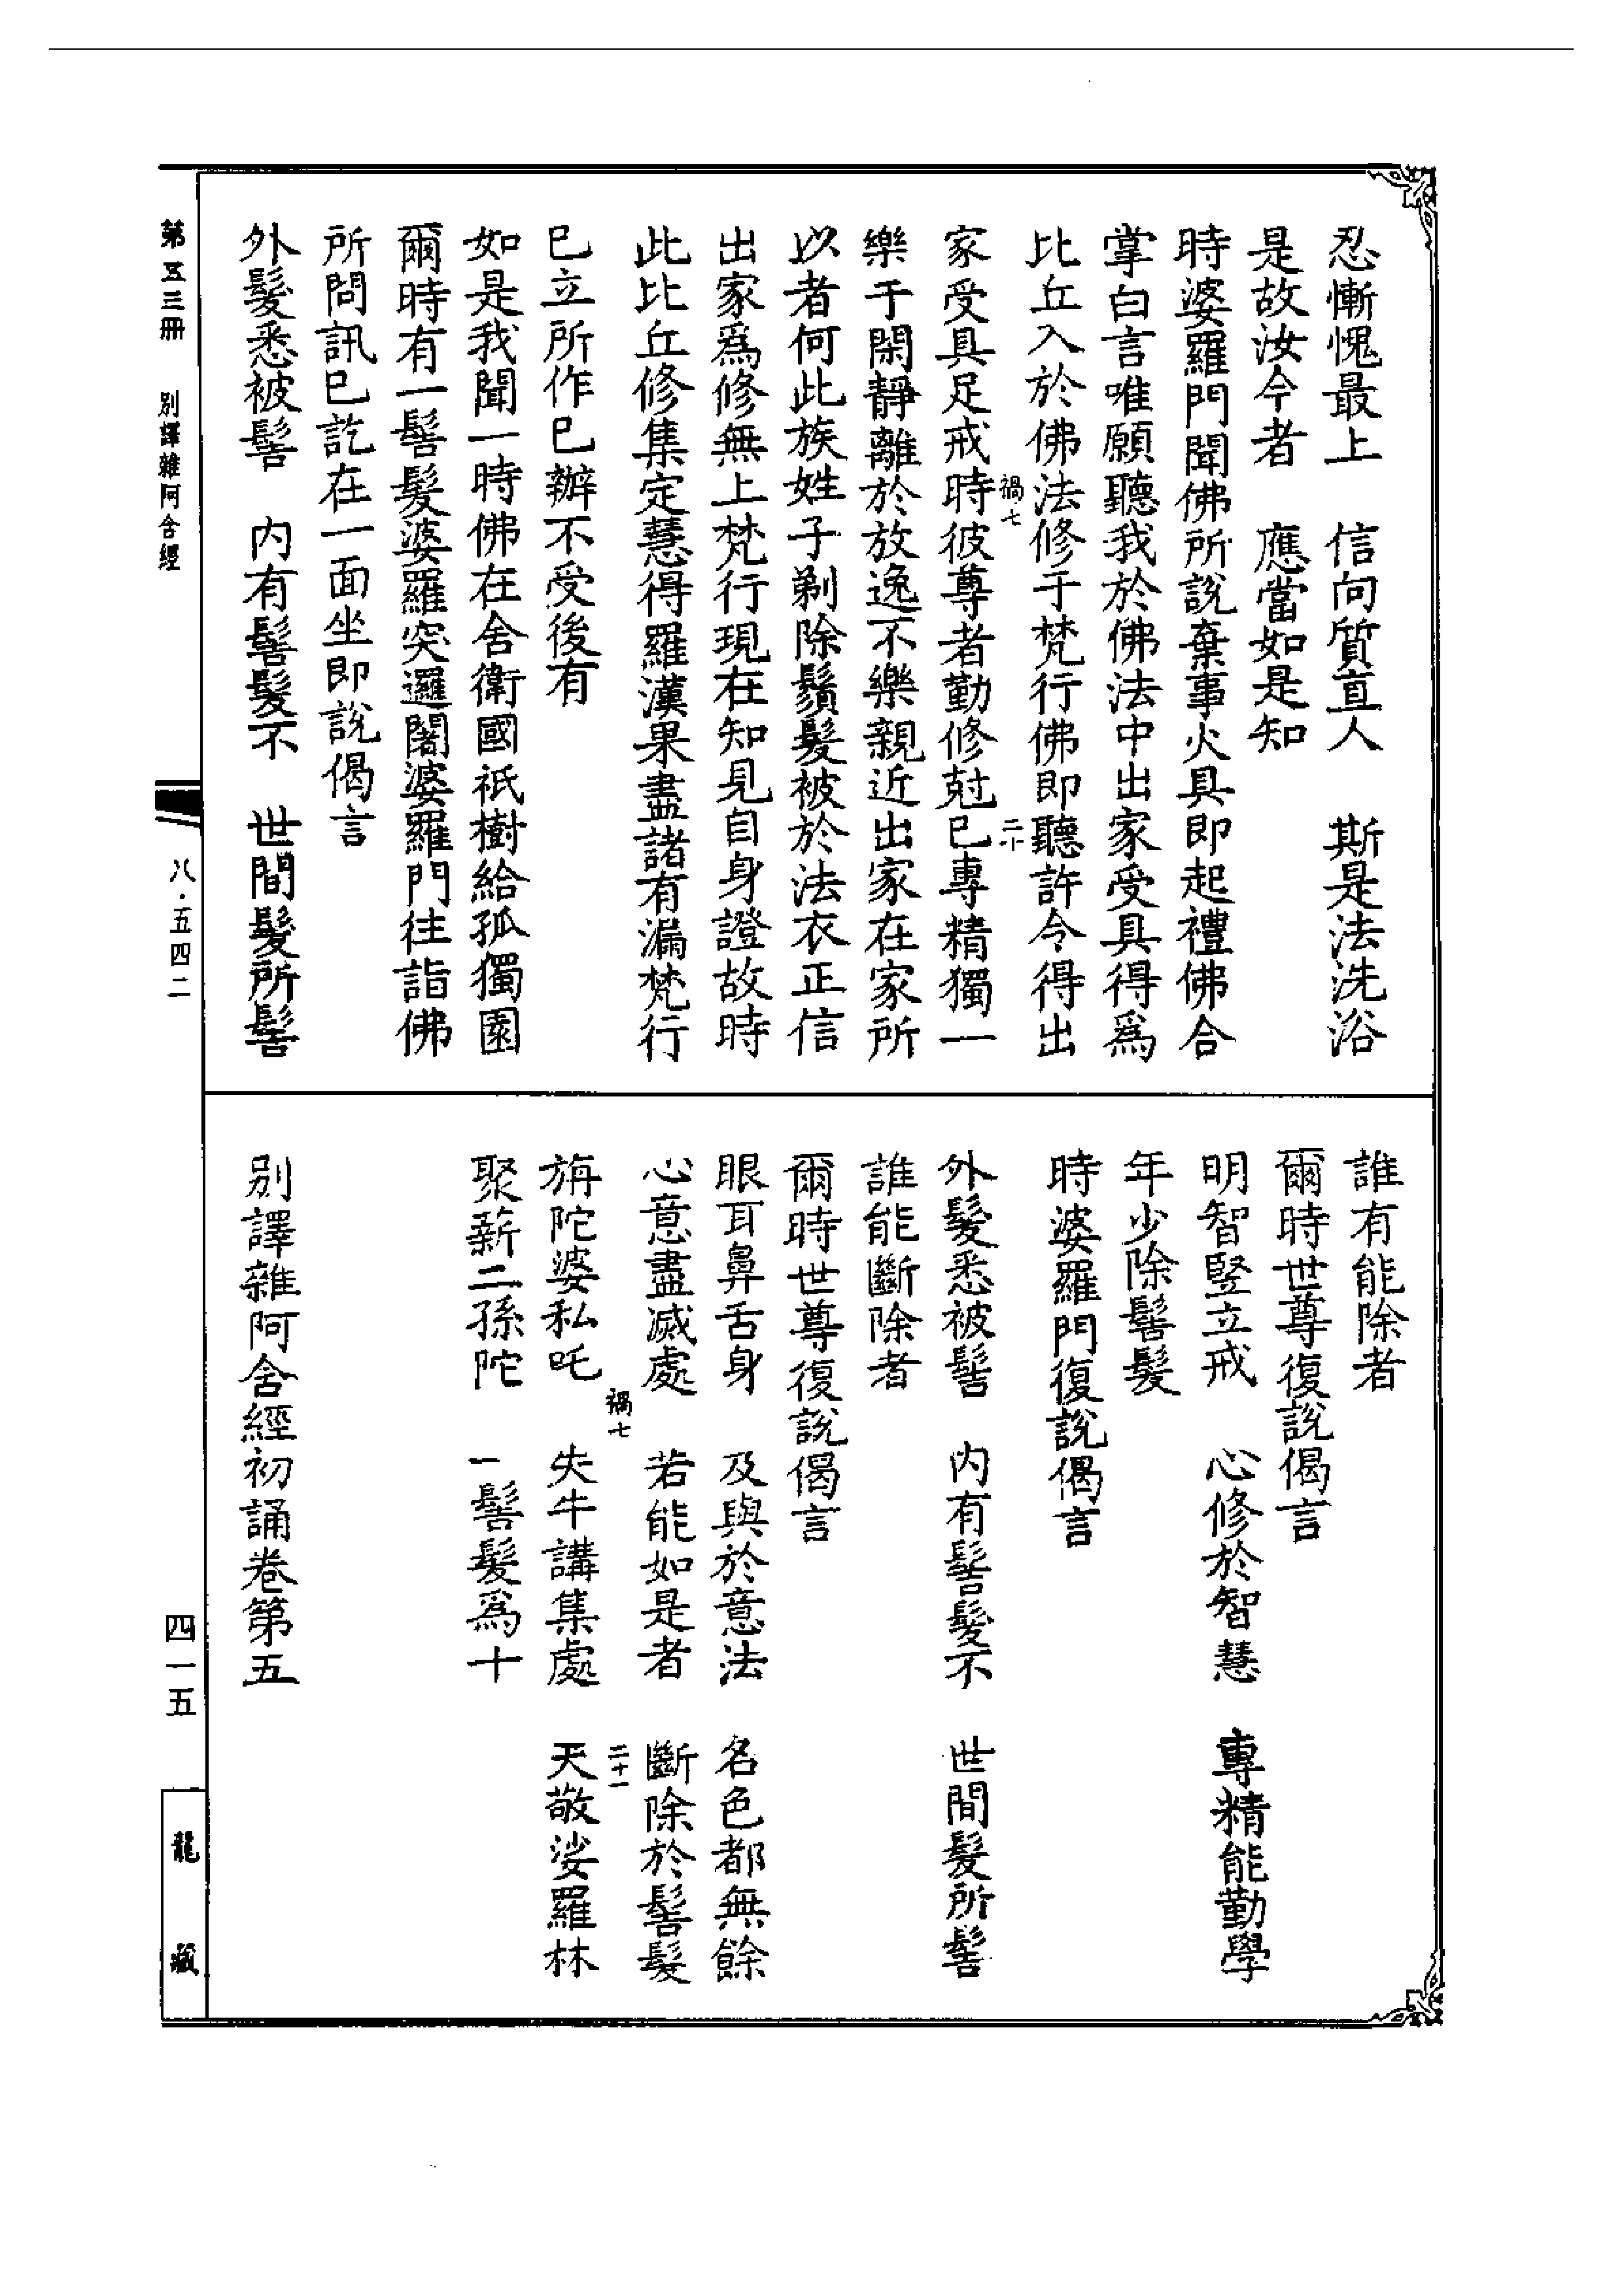 忍慚愧最上　信向質直人　斯是法洗浴
是故汝今者　應當如是知
時婆羅門聞佛所說棄事火具即起禮佛合
掌白言唯願聽我於佛法中出家受具得爲
比丘入於佛法修于梵行佛即聽許令得出
禍七　二十
家受具足戒時彼尊者勤修剋已專精獨一
樂于閑靜離於放逸不樂親近出家在家所
以者何此族姓子剃除鬚髮被於法衣正信
出家爲修無上梵行現在知見自身證故時
此比丘修集定慧得羅漢果盡諸有漏梵行
已立所作已辦不受後有
如是我聞一時佛在舍衛國祇樹給孤獨園
爾時有一髻髮婆羅突邏闍婆羅門往詣佛
所問訊已訖在一面坐即說偈言
外髮悉被髻　内有髻髮不　世間髮所髻
誰有能除者
爾時世尊復說偈言
明智竪立戒　心修於智慧　專精能勤學
年少除髻髮
時婆羅門復說偈言
外髮悉被髻　内有髻髮不　世間髮所髻
誰能斷除者
爾時世尊復說偈言
眼耳鼻舌身　及與於意法　名色都無餘
心意盡滅處　若能如是者　斷除於髻髮
禍七　二十一
旃陀婆私吒　失牛講集處　天敬娑羅林
聚薪二孫陀　一髻髮爲十
别譯雜阿含經初誦卷第五
第五三冊　別譯雜阿含經　八·五四二　四一五　龍藏